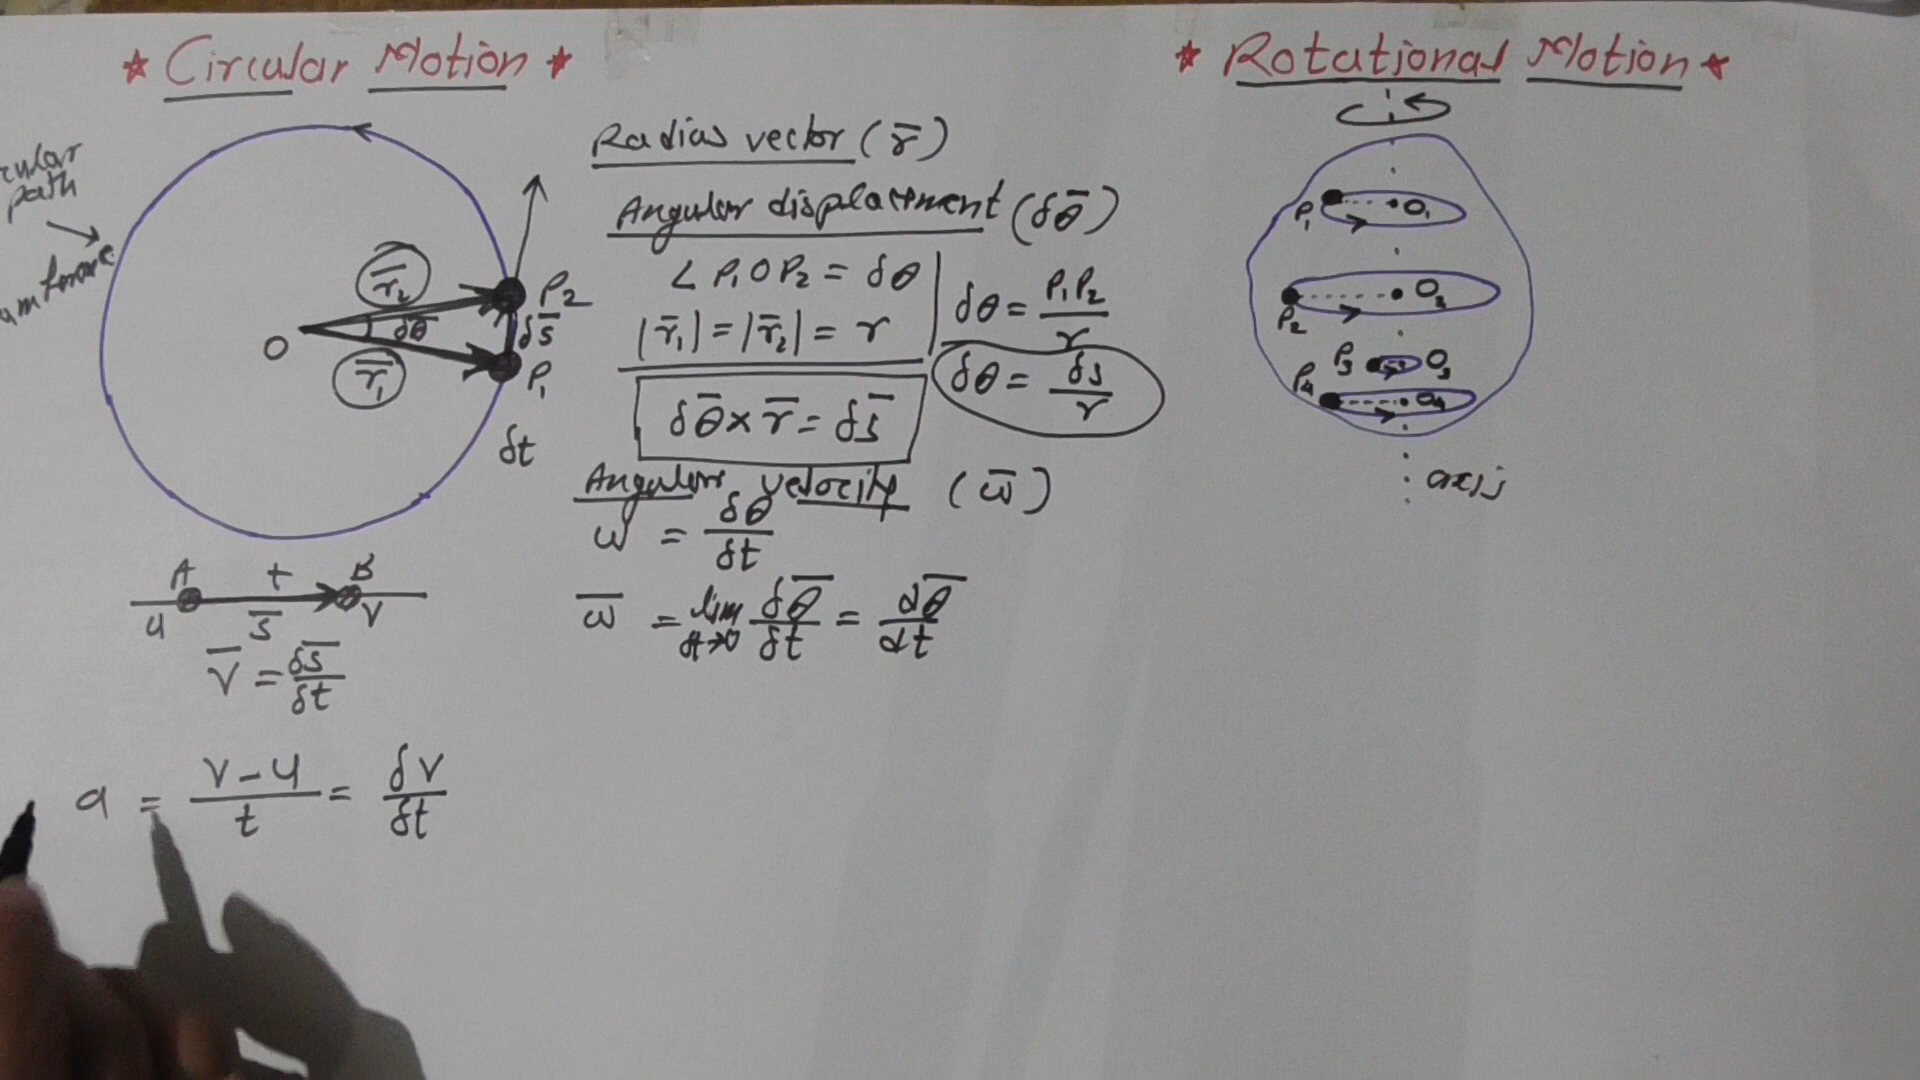 ★ Circular Motion ★
cular
path
O
r̅₂
δθ
r̅₁
P₂
δs̅
P₁
δt
A t B
u s̅ v
v̅ = δs̅/δt
a = v-u/t = δv/δt
Radius vector (r̅)
Angular displacement (δθ̅)
∠P₁OP₂ = δθ
|r̅₁| = |r̅₂| = r
δθ = P₁P₂/r
δθ = δs/r
δθ̅ × r̅ = δs̅
Angular velocity (ω̅)
ω = δθ/δt
ω̅ = lim δt→0 δθ̅/δt = dθ̅/dt
★ Rotational Motion ★
P₁ O₁
P₂ O₂
P₃ O₃
P₄ O₄
axis